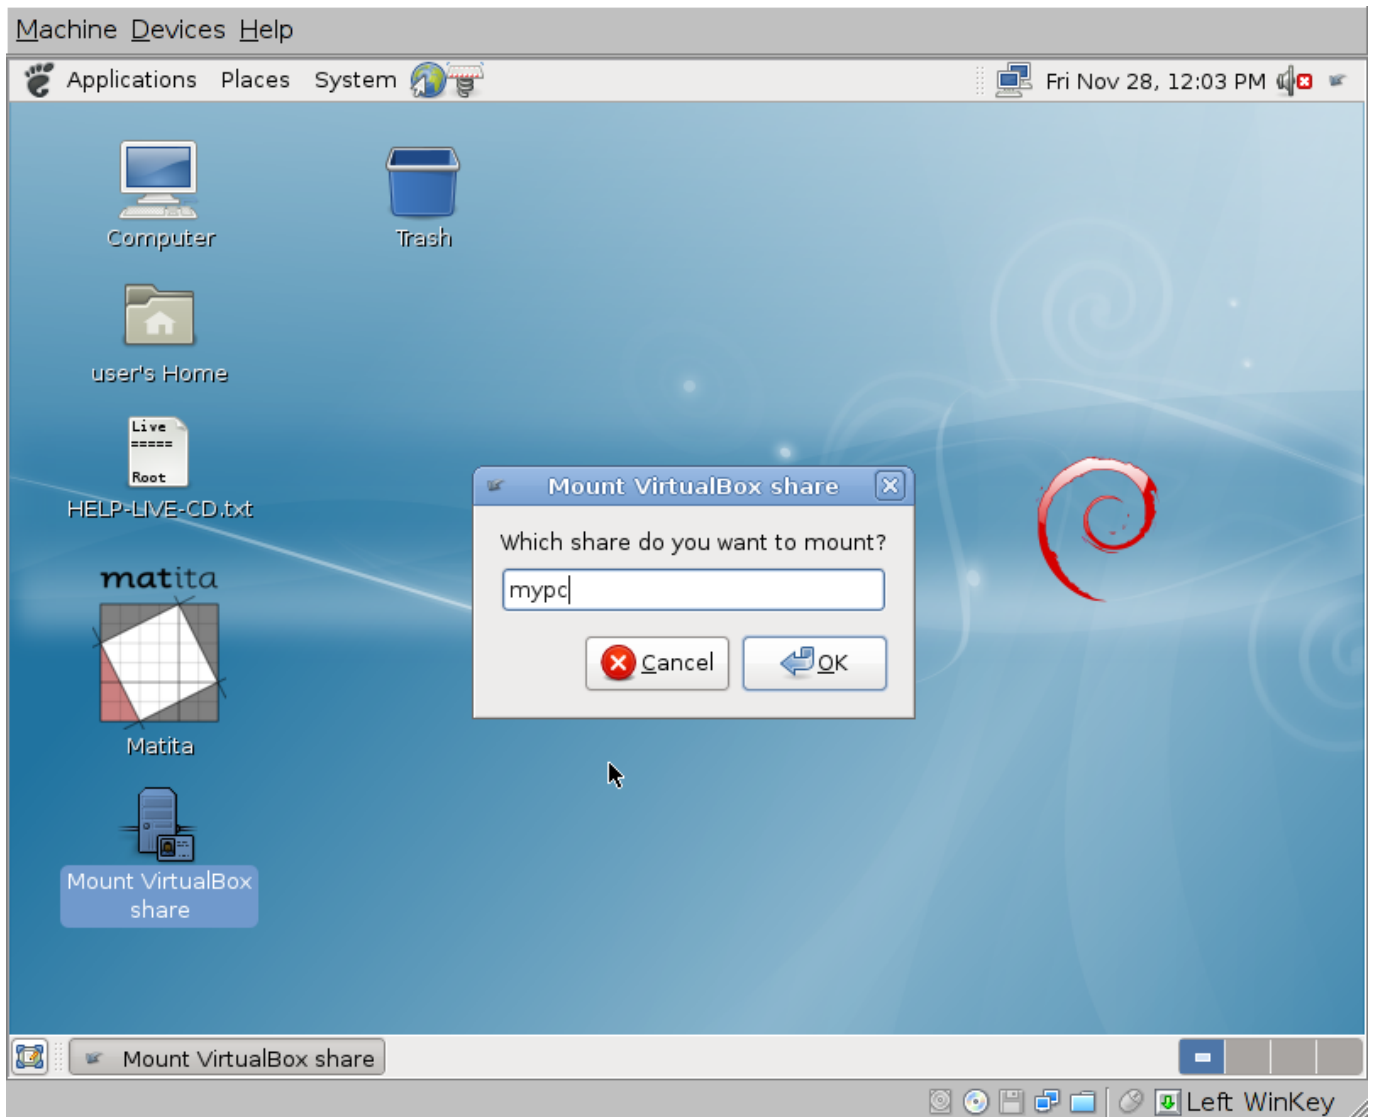 Machine Devices Help
Applications Places System
Fri Nov 28, 12:03 PM
Computer
Trash
user's Home
Live
=====
Root
HELP-LIVE-CD.txt
matita
Matita
Mount VirtualBox
share
Mount VirtualBox share
Which share do you want to mount?
mypc
Cancel
OK
Mount VirtualBox share
Left WinKey